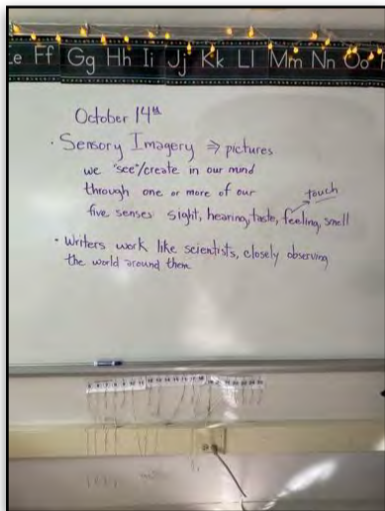 Ee Ff Gg Hh Ii Jj Kk Ll Mm Nn Oo
October 14th
· Sensory Imagery ⇒ pictures
we "see"/create in our mind
through one or more of our
touch
five senses sight, hearing, taste, feeling, smell
· Writers work like scientists, closely observing
the world around them